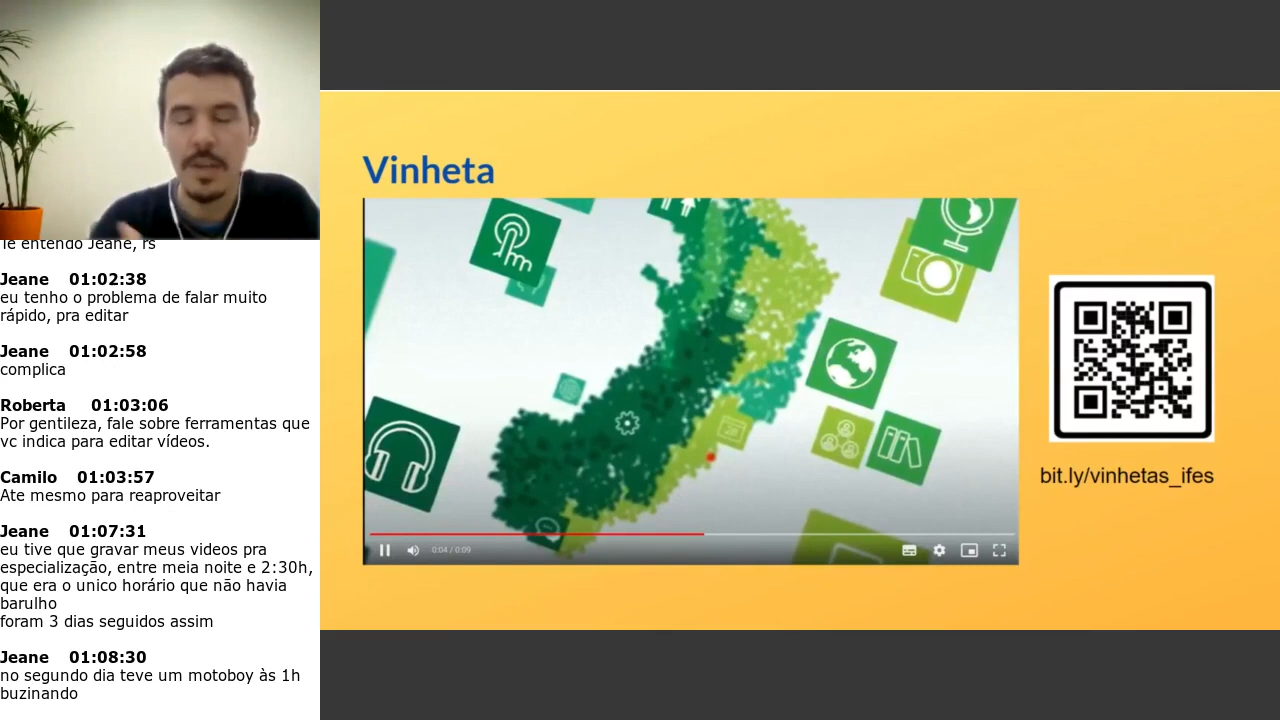 Te entendo Jeane, rs
Jeane 01:02:38
eu tenho o problema de falar muito
rápido, pra editar
Jeane 01:02:58
complica
Roberta 01:03:06
Por gentileza, fale sobre ferramentas que
vc indica para editar vídeos.
Camilo 01:03:57
Ate mesmo para reaproveitar
Jeane 01:07:31
eu tive que gravar meus videos pra
especialização, entre meia noite e 2:30h,
que era o unico horário que não havia
barulho
foram 3 dias seguidos assim
Jeane 01:08:30
no segundo dia teve um motoboy às 1h
buzinando
Vinheta
0:04 / 0:09
bit.ly/vinhetas_ifes